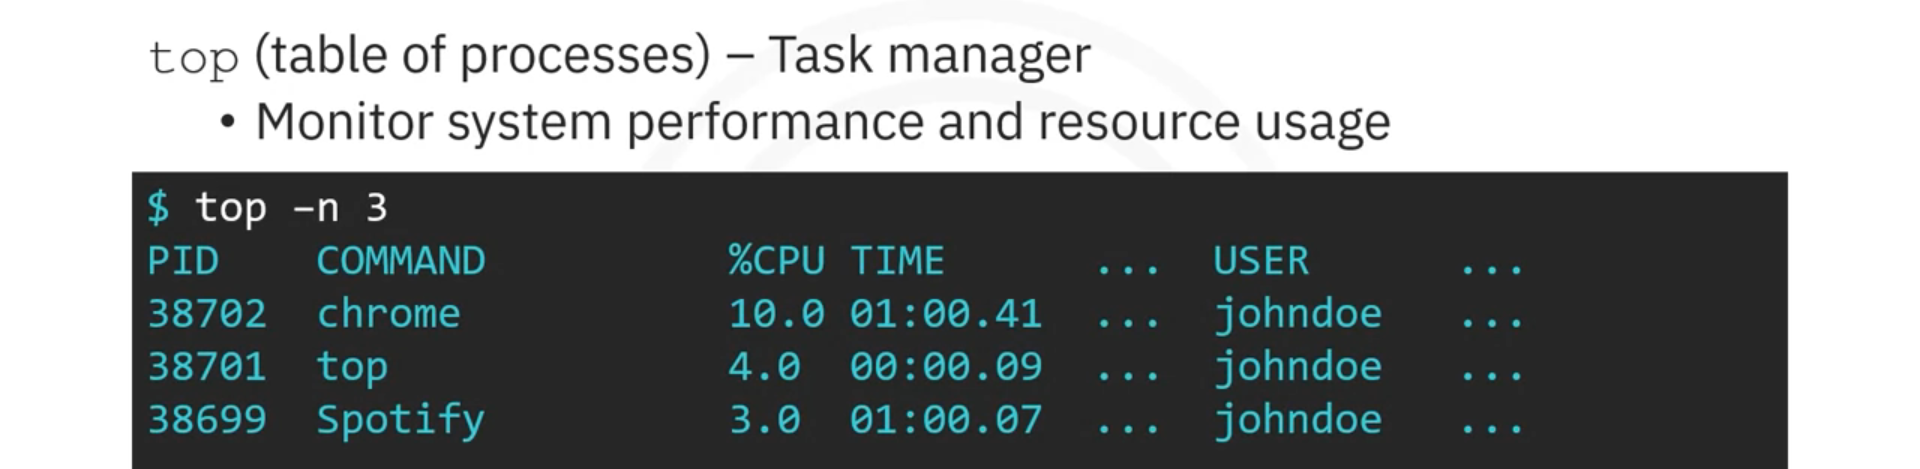 top (table of processes) – Task manager
• Monitor system performance and resource usage
$ top –n 3
PID COMMAND %CPU TIME ... USER ...
38702 chrome 10.0 01:00.41 ... johndoe ...
38701 top 4.0 00:00.09 ... johndoe ...
38699 Spotify 3.0 01:00.07 ... johndoe ...